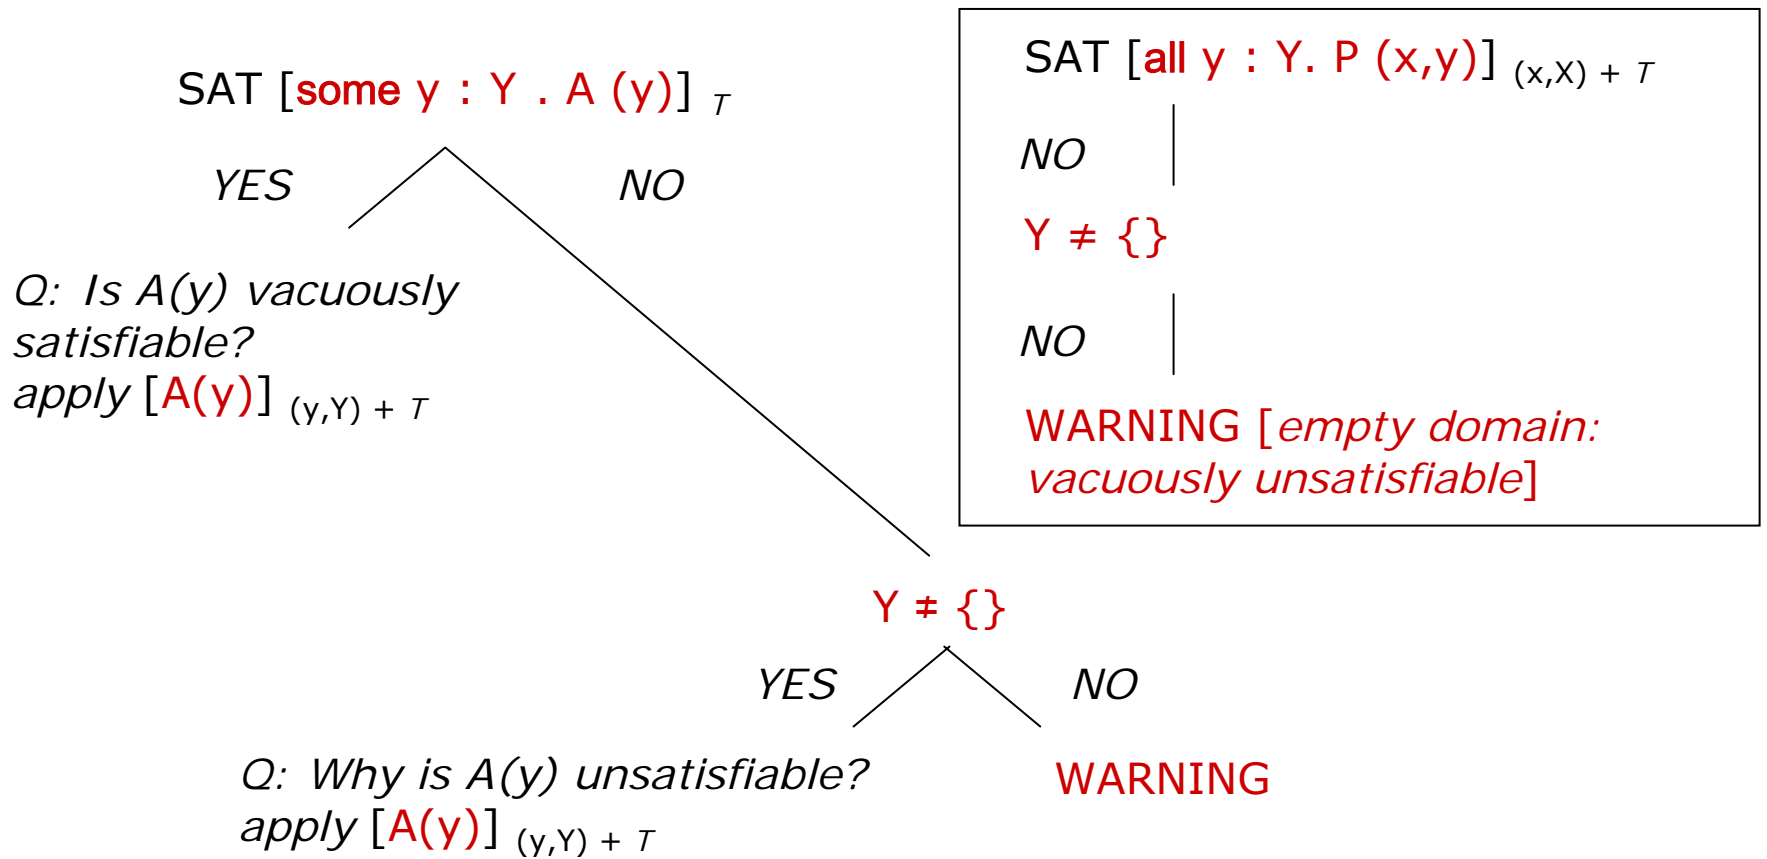 SAT [some y : Y . A (y)] T
YES
NO
Q: Is A(y) vacuously
satisfiable?
apply [A(y)] (y,Y) + T
SAT [all y : Y. P (x,y)] (x,X) + T
NO
Y ≠ {}
NO
WARNING [empty domain:
vacuously unsatisfiable]
Y ≠ {}
YES
NO
Q: Why is A(y) unsatisfiable?
apply [A(y)] (y,Y) + T
WARNING